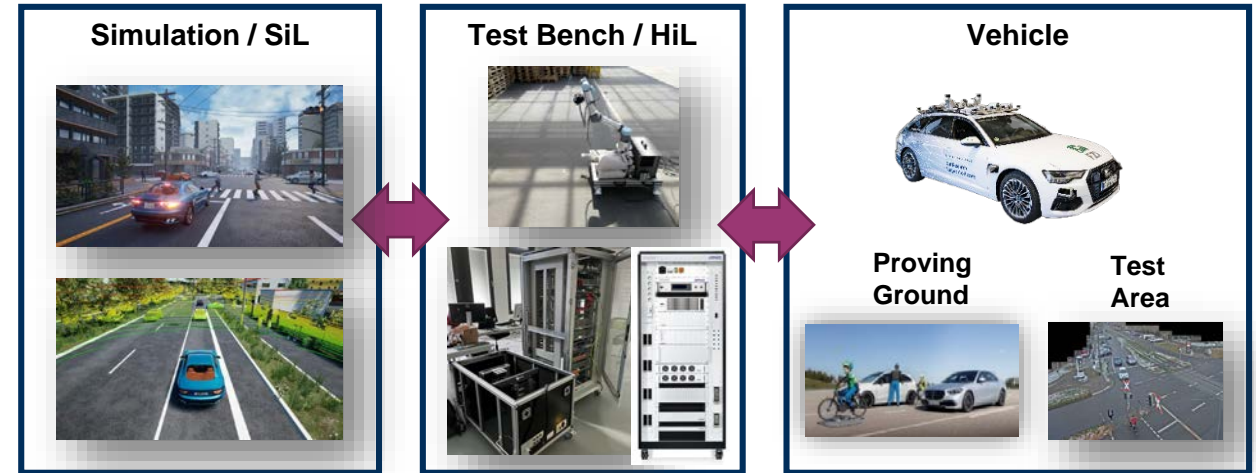 Simulation / SiL
Test Bench / HiL
Vehicle
Proving
Ground
Test
Area